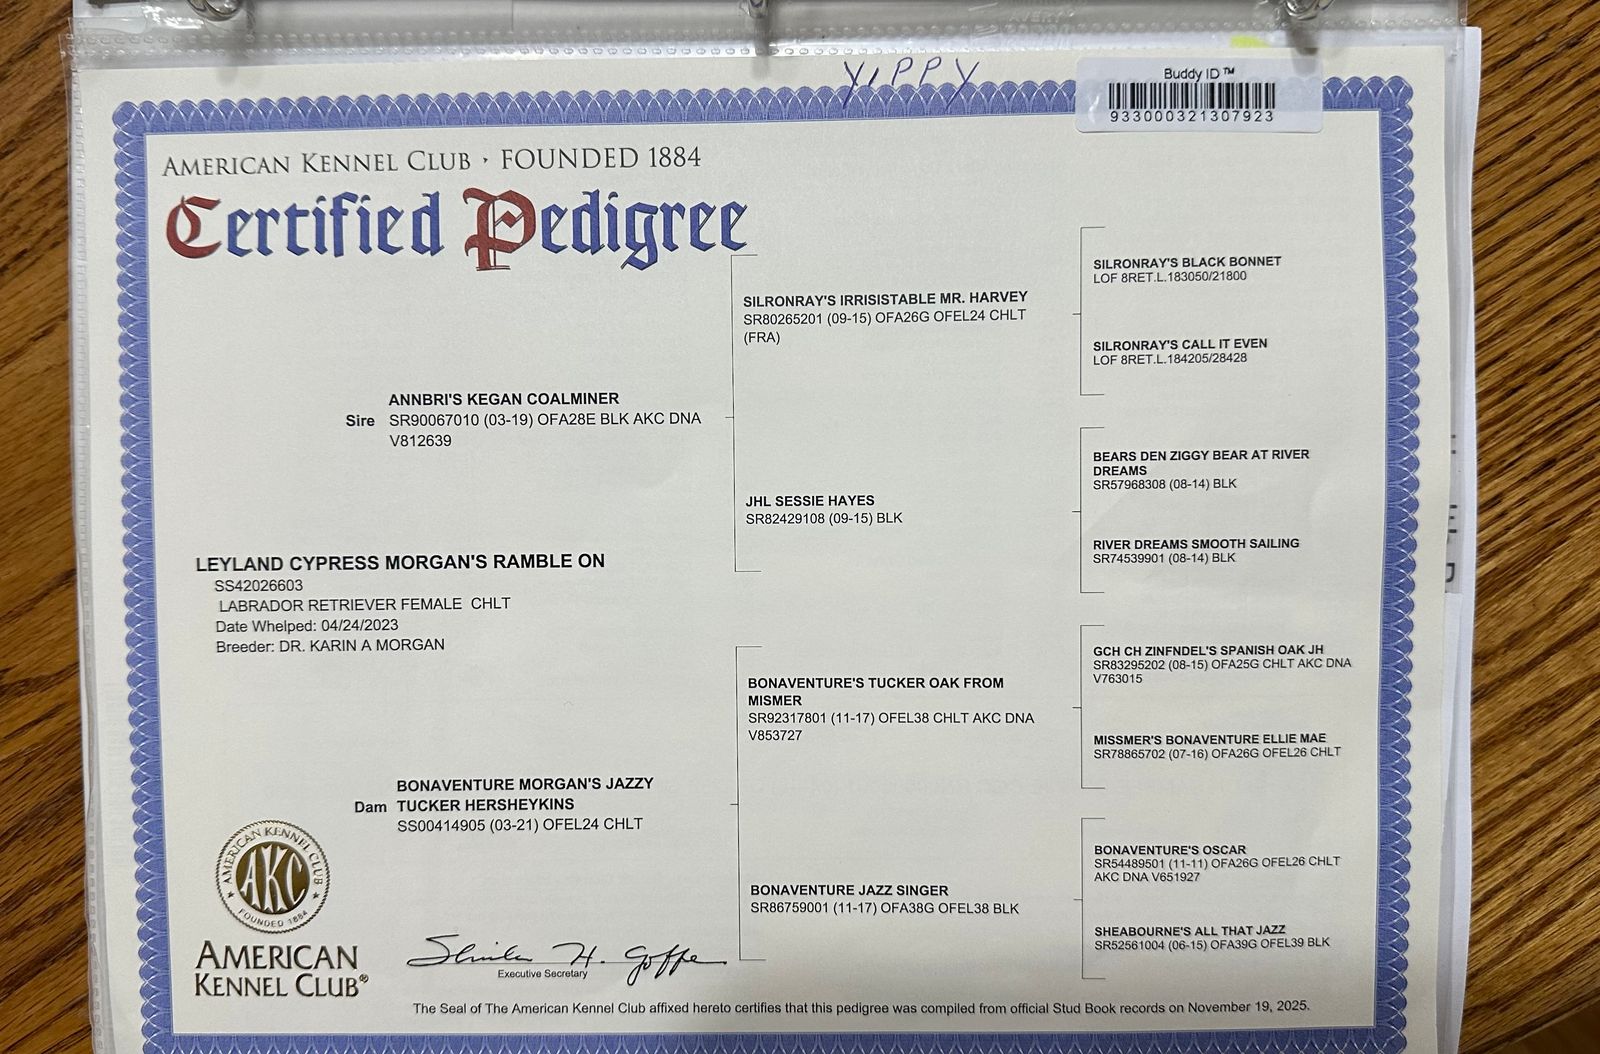 YIPPY
Buddy ID™
933000321307923
AMERICAN KENNEL CLUB · FOUNDED 1884
Certified Pedigree
SILRONRAY'S BLACK BONNET
LOF 8RET.L.183050/21800
SILRONRAY'S IRRISISTABLE MR. HARVEY
SR80265201 (09-15) OFA26G OFEL24 CHLT
(FRA)
SILRONRAY'S CALL IT EVEN
LOF 8RET.L.184205/28428
ANNBRI'S KEGAN COALMINER
Sire SR90067010 (03-19) OFA28E BLK AKC DNA
V812639
BEARS DEN ZIGGY BEAR AT RIVER
DREAMS
SR57968308 (08-14) BLK
JHL SESSIE HAYES
SR82429108 (09-15) BLK
RIVER DREAMS SMOOTH SAILING
SR74539901 (08-14) BLK
LEYLAND CYPRESS MORGAN'S RAMBLE ON
SS42026603
LABRADOR RETRIEVER FEMALE CHLT
Date Whelped: 04/24/2023
Breeder: DR. KARIN A MORGAN
GCH CH ZINFNDEL'S SPANISH OAK JH
SR83295202 (08-15) OFA25G CHLT AKC DNA
V763015
BONAVENTURE'S TUCKER OAK FROM
MISMER
SR92317801 (11-17) OFEL38 CHLT AKC DNA
V853727
MISSMER'S BONAVENTURE ELLIE MAE
SR78865702 (07-16) OFA26G OFEL26 CHLT
BONAVENTURE MORGAN'S JAZZY
Dam TUCKER HERSHEYKINS
SS00414905 (03-21) OFEL24 CHLT
BONAVENTURE'S OSCAR
SR54489501 (11-11) OFA26G OFEL26 CHLT
AKC DNA V651927
BONAVENTURE JAZZ SINGER
SR86759001 (11-17) OFA38G OFEL38 BLK
SHEABOURNE'S ALL THAT JAZZ
SR52561004 (06-15) OFA39G OFEL39 BLK
AMERICAN KENNEL CLUB
AKC
FOUNDED 1884
AMERICAN
KENNEL CLUB®
Executive Secretary
The Seal of The American Kennel Club affixed hereto certifies that this pedigree was compiled from official Stud Book records on November 19, 2025.